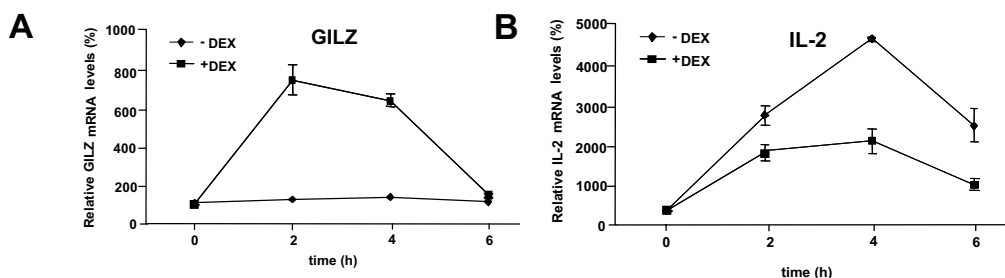 A
GILZ
- DEX
+DEX
Relative GILZ mRNA levels (%)
1000
800
600
400
200
100
0
0 2 4 6
time (h)
B
IL-2
- DEX
+DEX
Relative IL-2 mRNA levels (%)
5000
4000
3000
2000
1000
0
0 2 4 6
time (h)